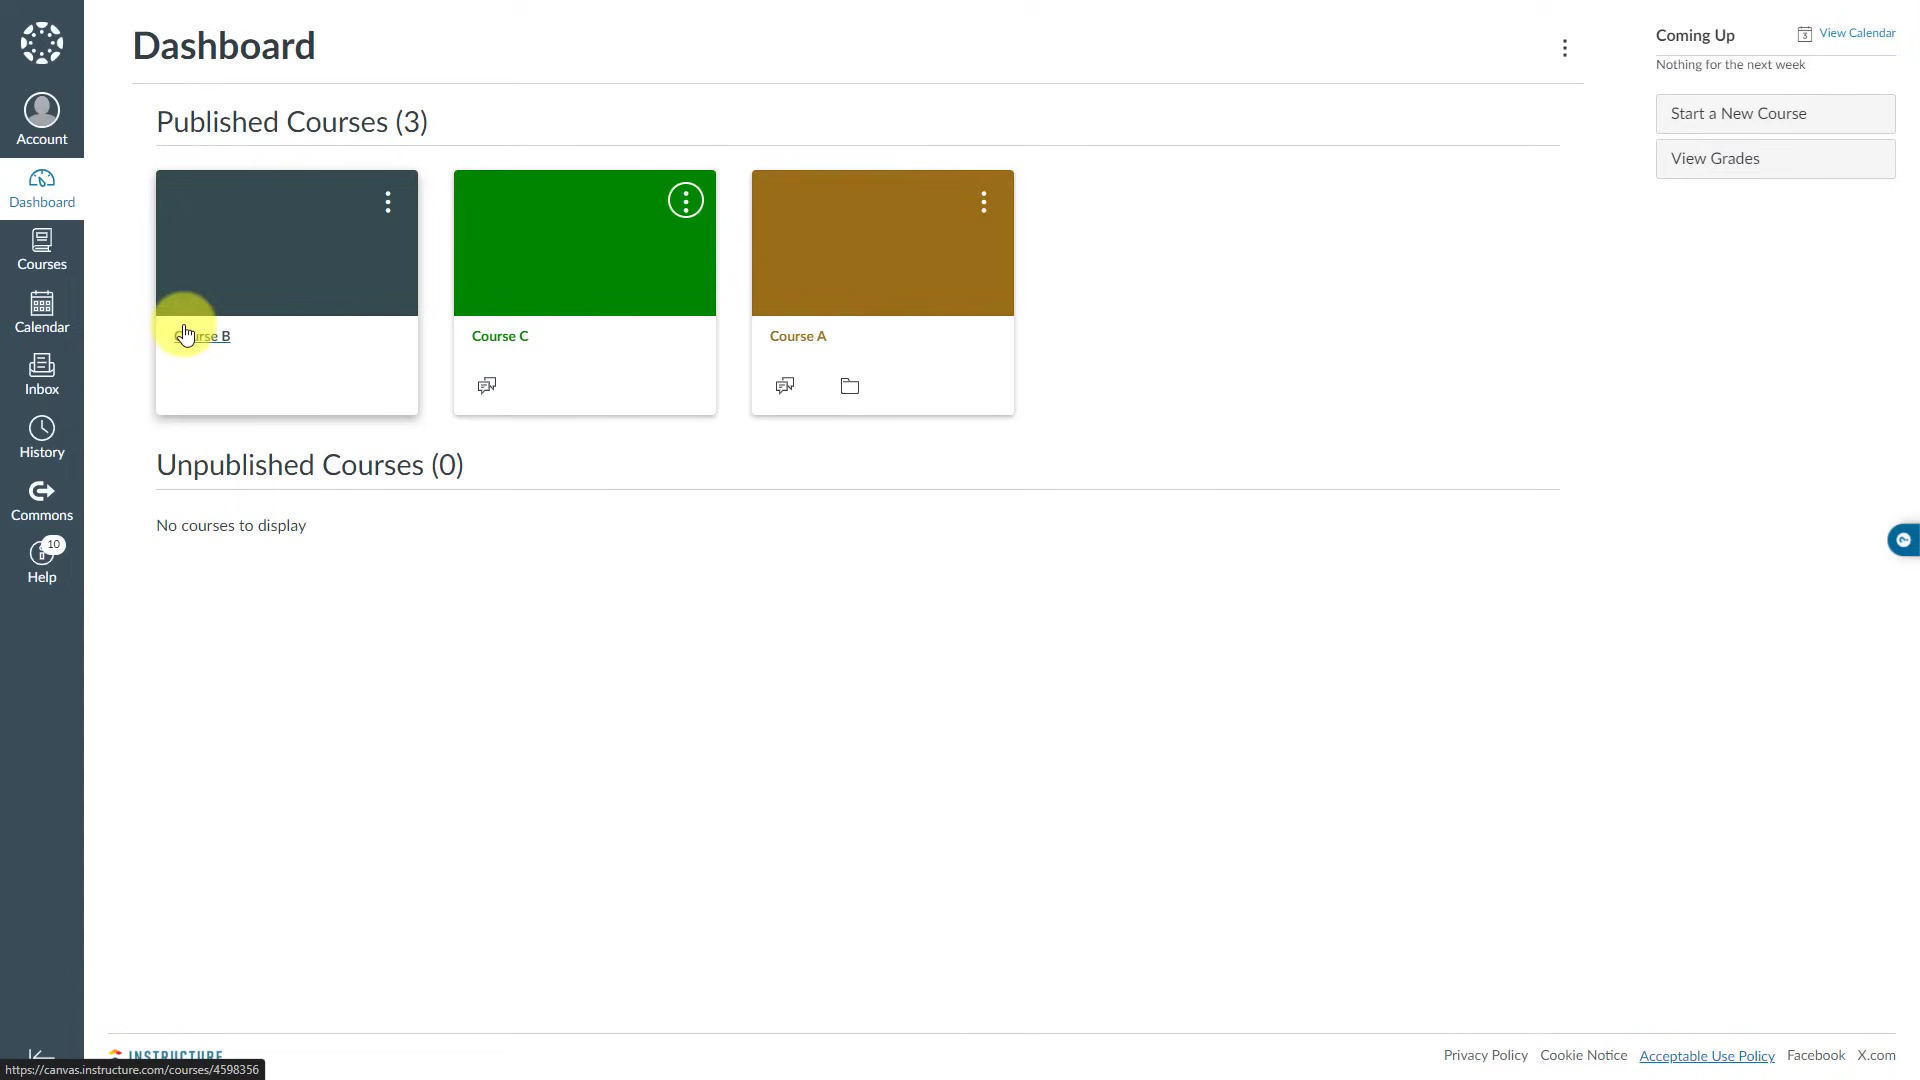 Dashboard
Coming Up
View Calendar
Nothing for the next week
Start a New Course
View Grades
Account
Dashboard
Courses
Calendar
Inbox
History
Commons
10
Help
Published Courses (3)
Course B
Course C
Course A
Unpublished Courses (0)
No courses to display
INSTRUCTURE
Privacy Policy
Cookie Notice
Acceptable Use Policy
Facebook
X.com
https://canvas.instructure.com/courses/4598356